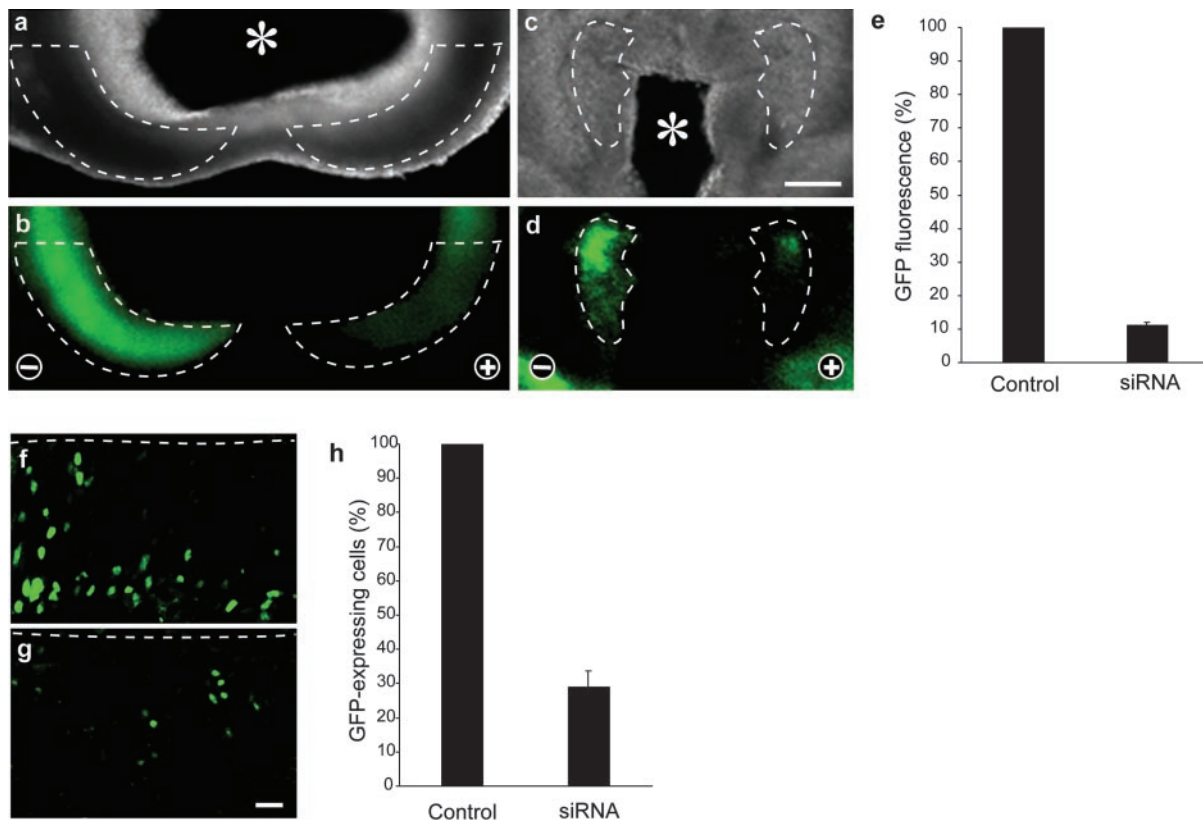 a
*
c
*
b
− +
d
− +
e
GFP fluorescence (%)
100
90
80
70
60
50
40
30
20
10
0
Control siRNA
f
g
h
GFP-expressing cells (%)
100
90
80
70
60
50
40
30
20
10
0
Control siRNA